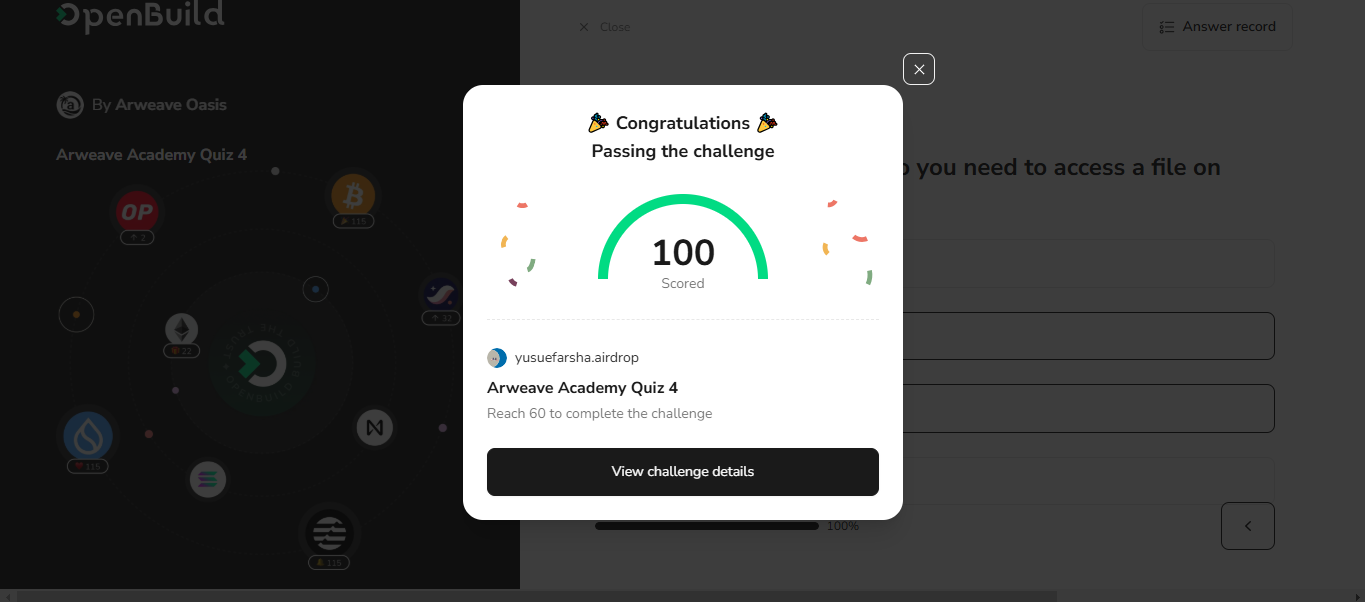 OpenBuild
By Arweave Oasis
Arweave Academy Quiz 4
OP
2
115
32
22
115
115
Close
Answer record
you need to access a file on
Congratulations
Passing the challenge
100
Scored
yusuefarsha.airdrop
Arweave Academy Quiz 4
Reach 60 to complete the challenge
View challenge details
100%